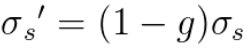 σₛ′ = (1 − g)σₛ